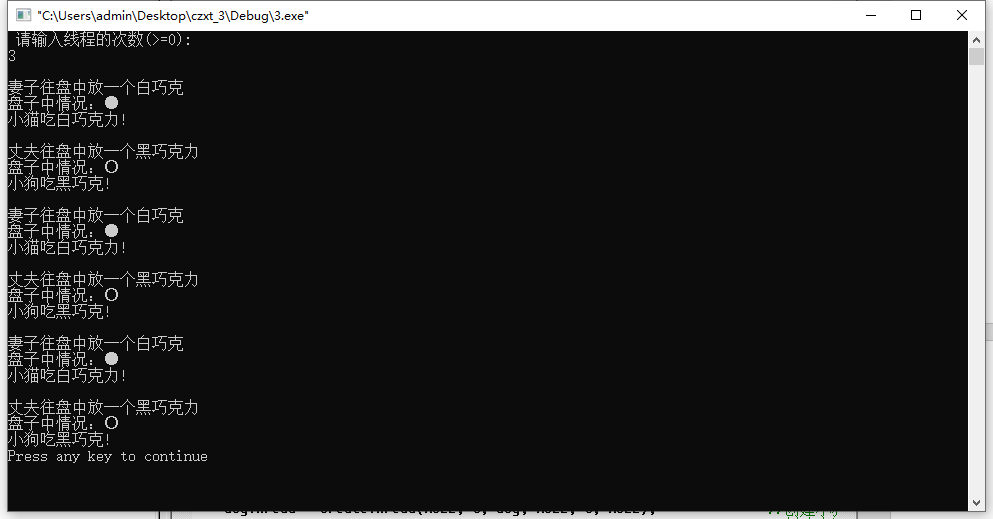 "C:\Users\admin\Desktop\czxt_3\Debug\3.exe"
请输入线程的次数(>=0):
3
妻子往盘中放一个白巧克
盘子中情况：●
小猫吃白巧克力!
丈夫往盘中放一个黑巧克力
盘子中情况：○
小狗吃黑巧克!
妻子往盘中放一个白巧克
盘子中情况：●
小猫吃白巧克力!
丈夫往盘中放一个黑巧克力
盘子中情况：○
小狗吃黑巧克!
妻子往盘中放一个白巧克
盘子中情况：●
小猫吃白巧克力!
丈夫往盘中放一个黑巧克力
盘子中情况：○
小狗吃黑巧克!
Press any key to continue